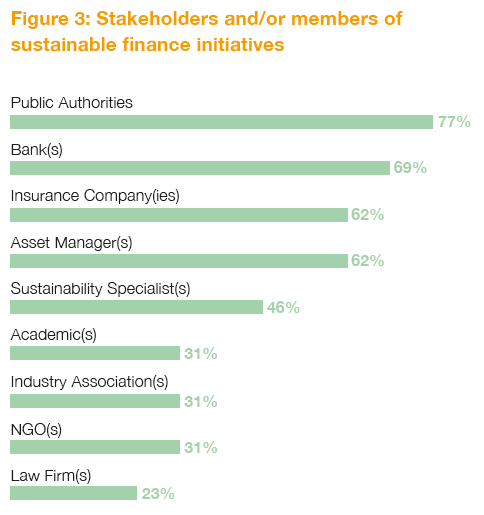 Figure 3: Stakeholders and/or members of
sustainable finance initiatives
Public Authorities
77%
Bank(s)
69%
Insurance Company(ies)
62%
Asset Manager(s)
62%
Sustainability Specialist(s)
46%
Academic(s)
31%
Industry Association(s)
31%
NGO(s)
31%
Law Firm(s)
23%